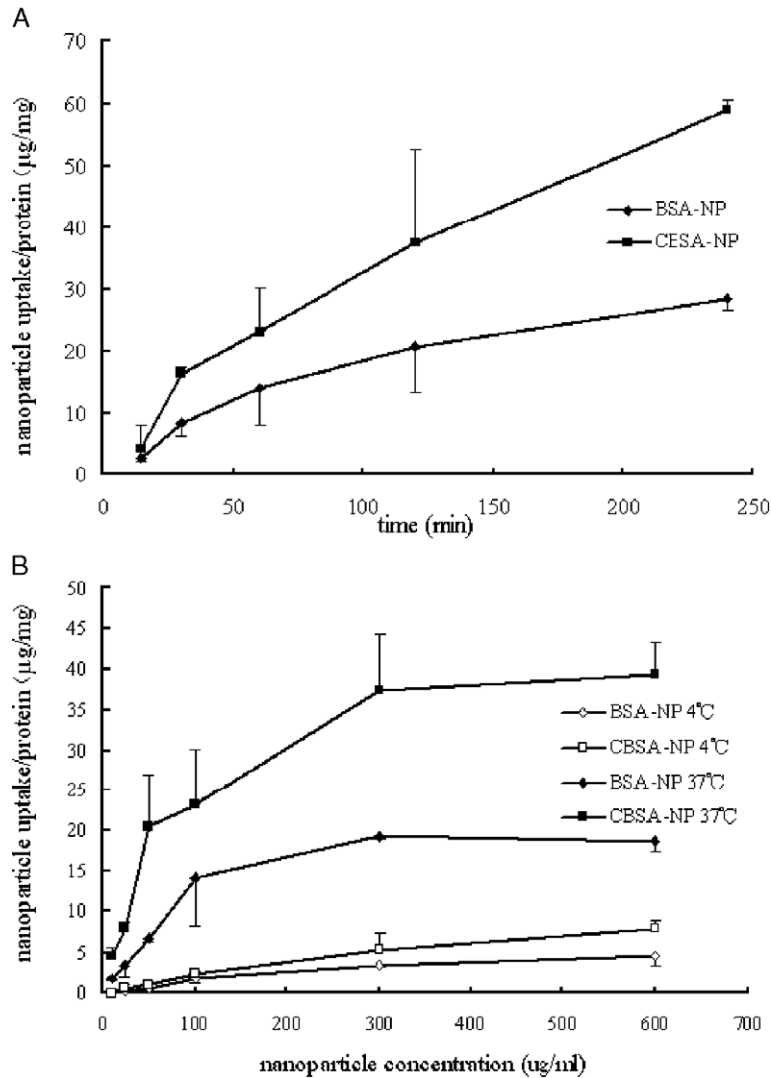 A
nanoparticle uptake/protein (µg/mg)
70
60
50
40
30
20
10
0
0 50 100 150 200 250
time (min)
BSA-NP
CESA-NP
B
nanoparticle uptake/protein (µg/mg)
50
45
40
35
30
25
20
15
10
5
0
0 100 200 300 400 500 600 700
nanoparticle concentration (ug/ml)
BSA-NP 4℃
CBSA-NP 4℃
BSA-NP 37℃
CBSA-NP 37℃